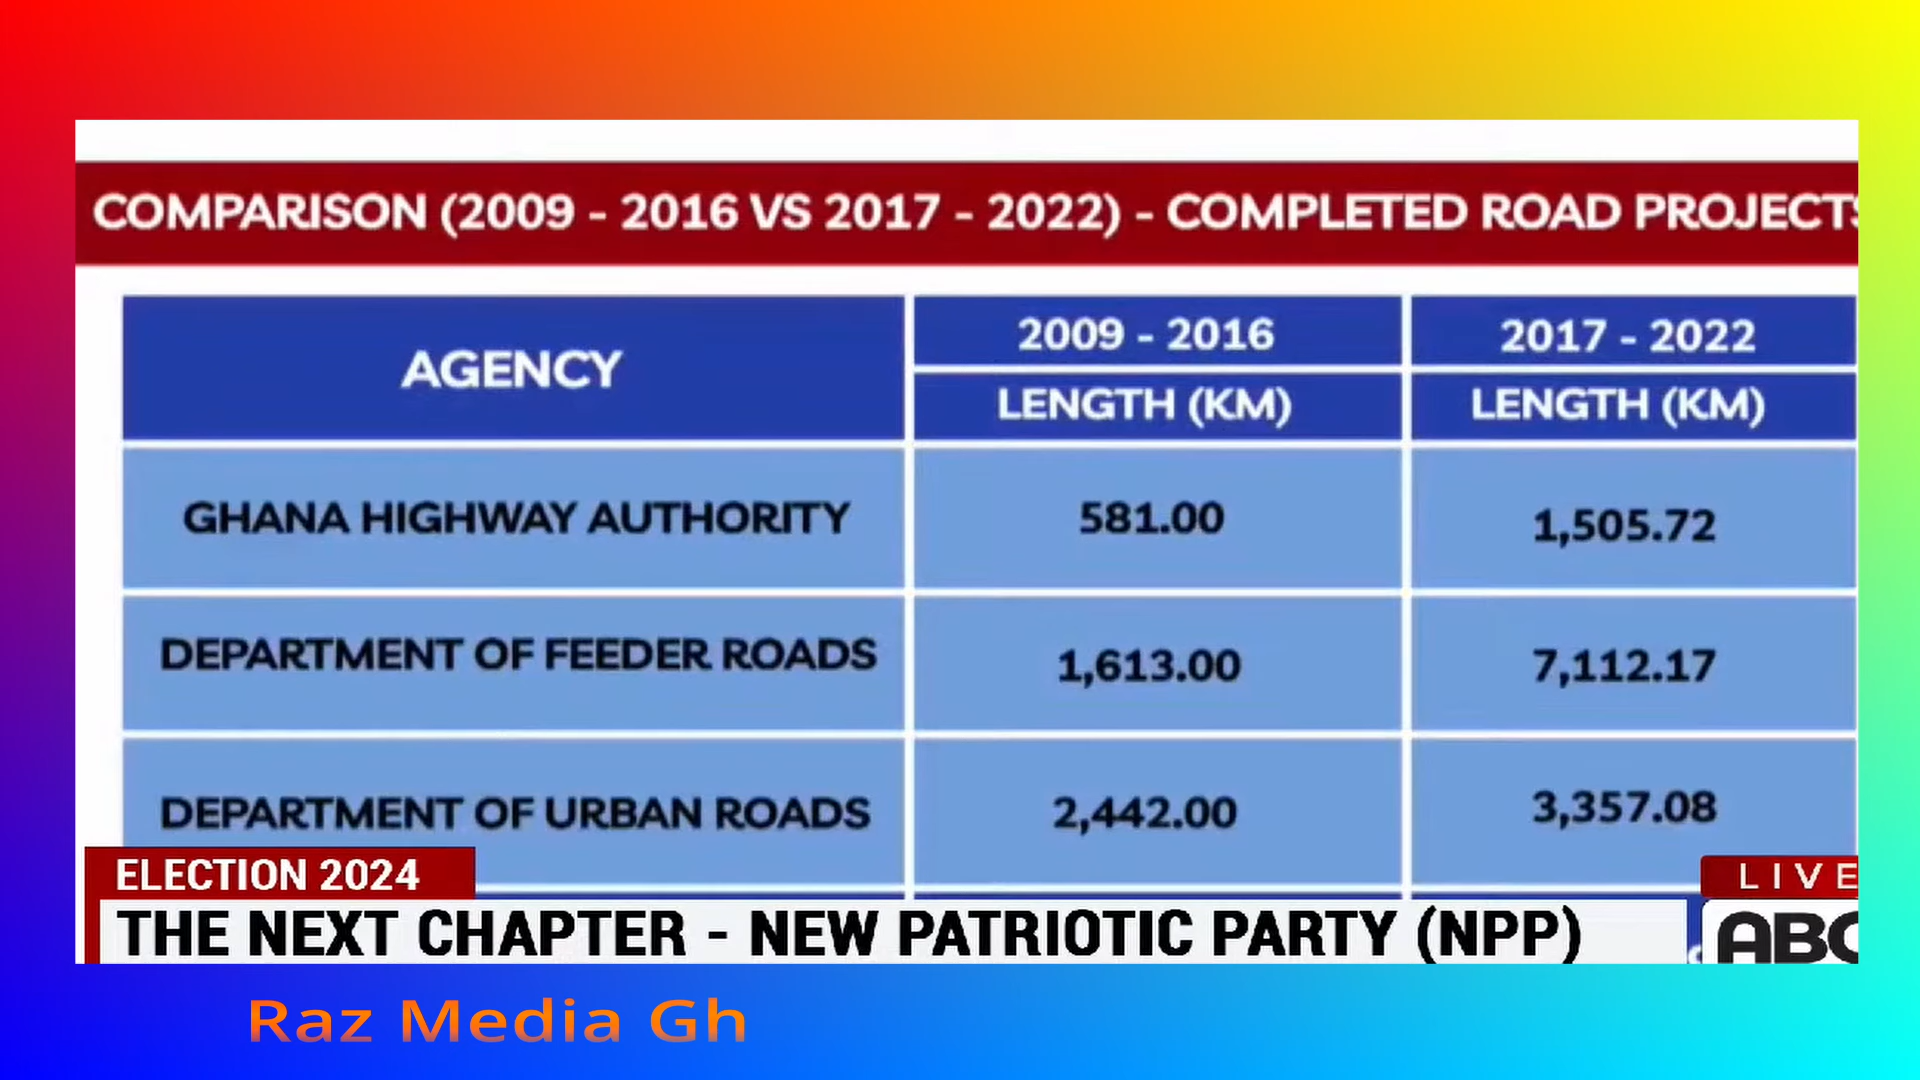 COMPARISON (2009 - 2016 VS 2017 - 2022) - COMPLETED ROAD PROJECTS
AGENCY
2009 - 2016
2017 - 2022
LENGTH (KM)
LENGTH (KM)
GHANA HIGHWAY AUTHORITY
581.00
1,505.72
DEPARTMENT OF FEEDER ROADS
1,613.00
7,112.17
DEPARTMENT OF URBAN ROADS
2,442.00
3,357.08
ELECTION 2024
LIVE
THE NEXT CHAPTER - NEW PATRIOTIC PARTY (NPP)
ABC
Raz Media Gh